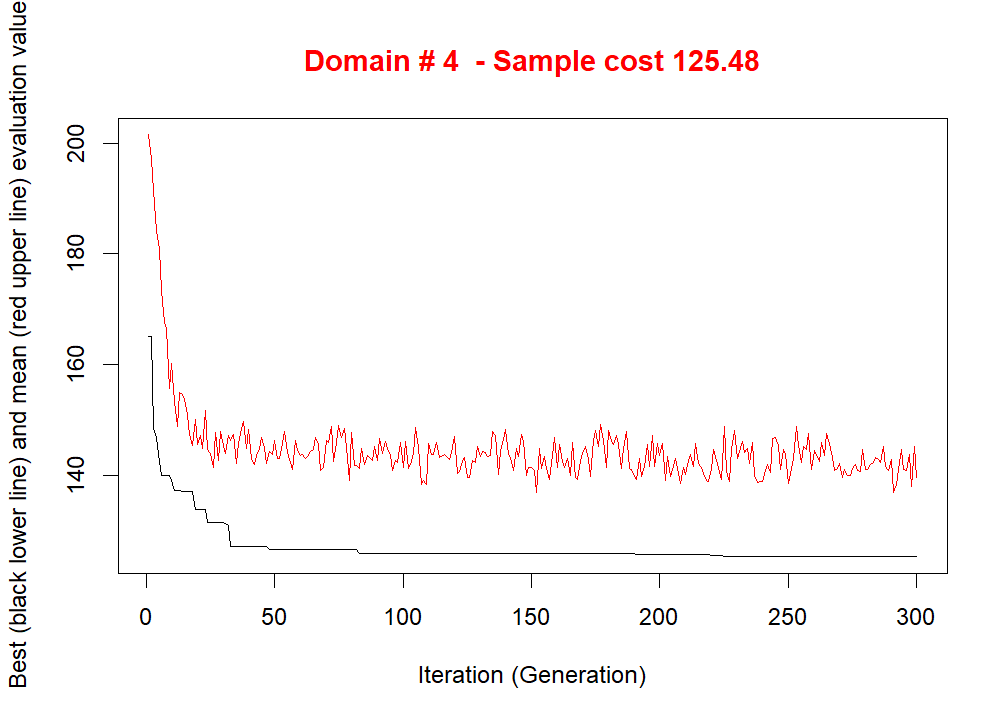 Domain # 4  - Sample cost 125.48
Best (black lower line) and mean (red upper line) evaluation value
200
180
160
140
0 50 100 150 200 250 300
Iteration (Generation)